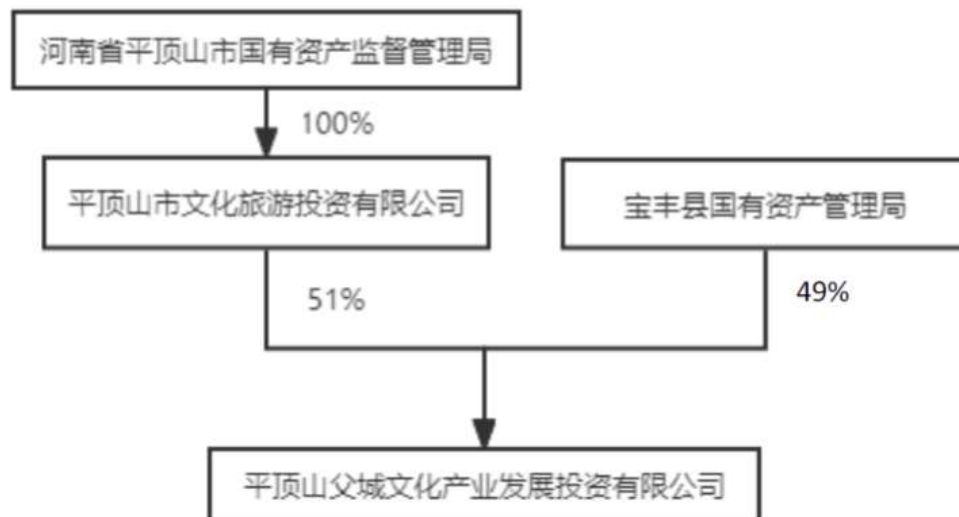 河南省平顶山市国有资产监督管理局
100%
平顶山市文化旅游投资有限公司
宝丰县国有资产管理局
51%
49%
平顶山父城文化产业发展投资有限公司